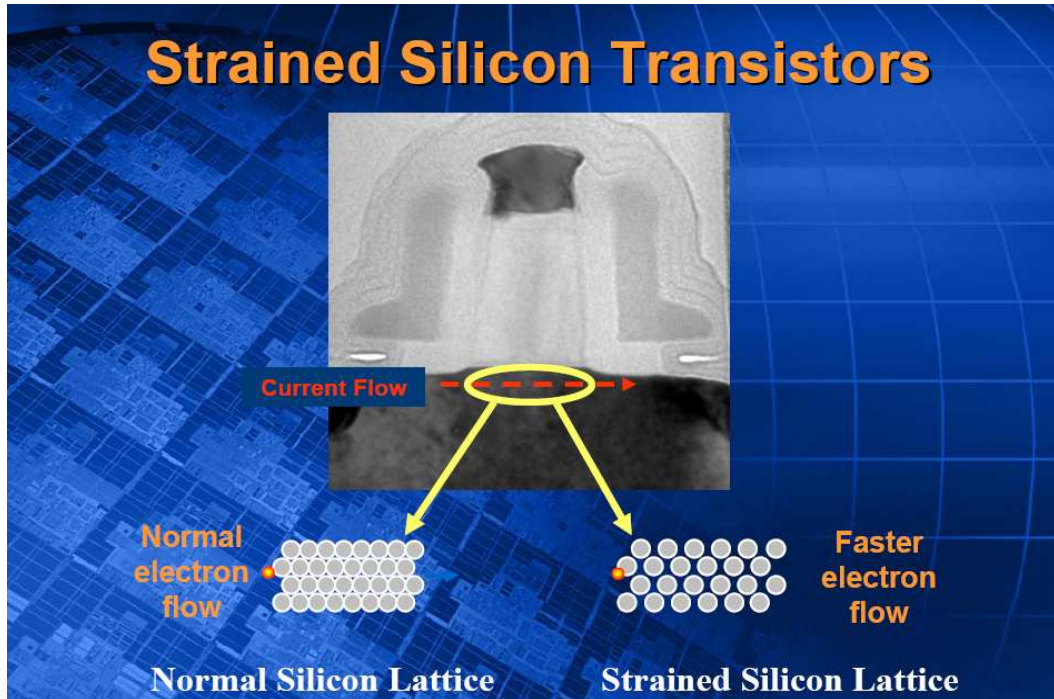 Strained Silicon Transistors
Current Flow
Normal
electron
flow
Faster
electron
flow
Normal Silicon Lattice
Strained Silicon Lattice